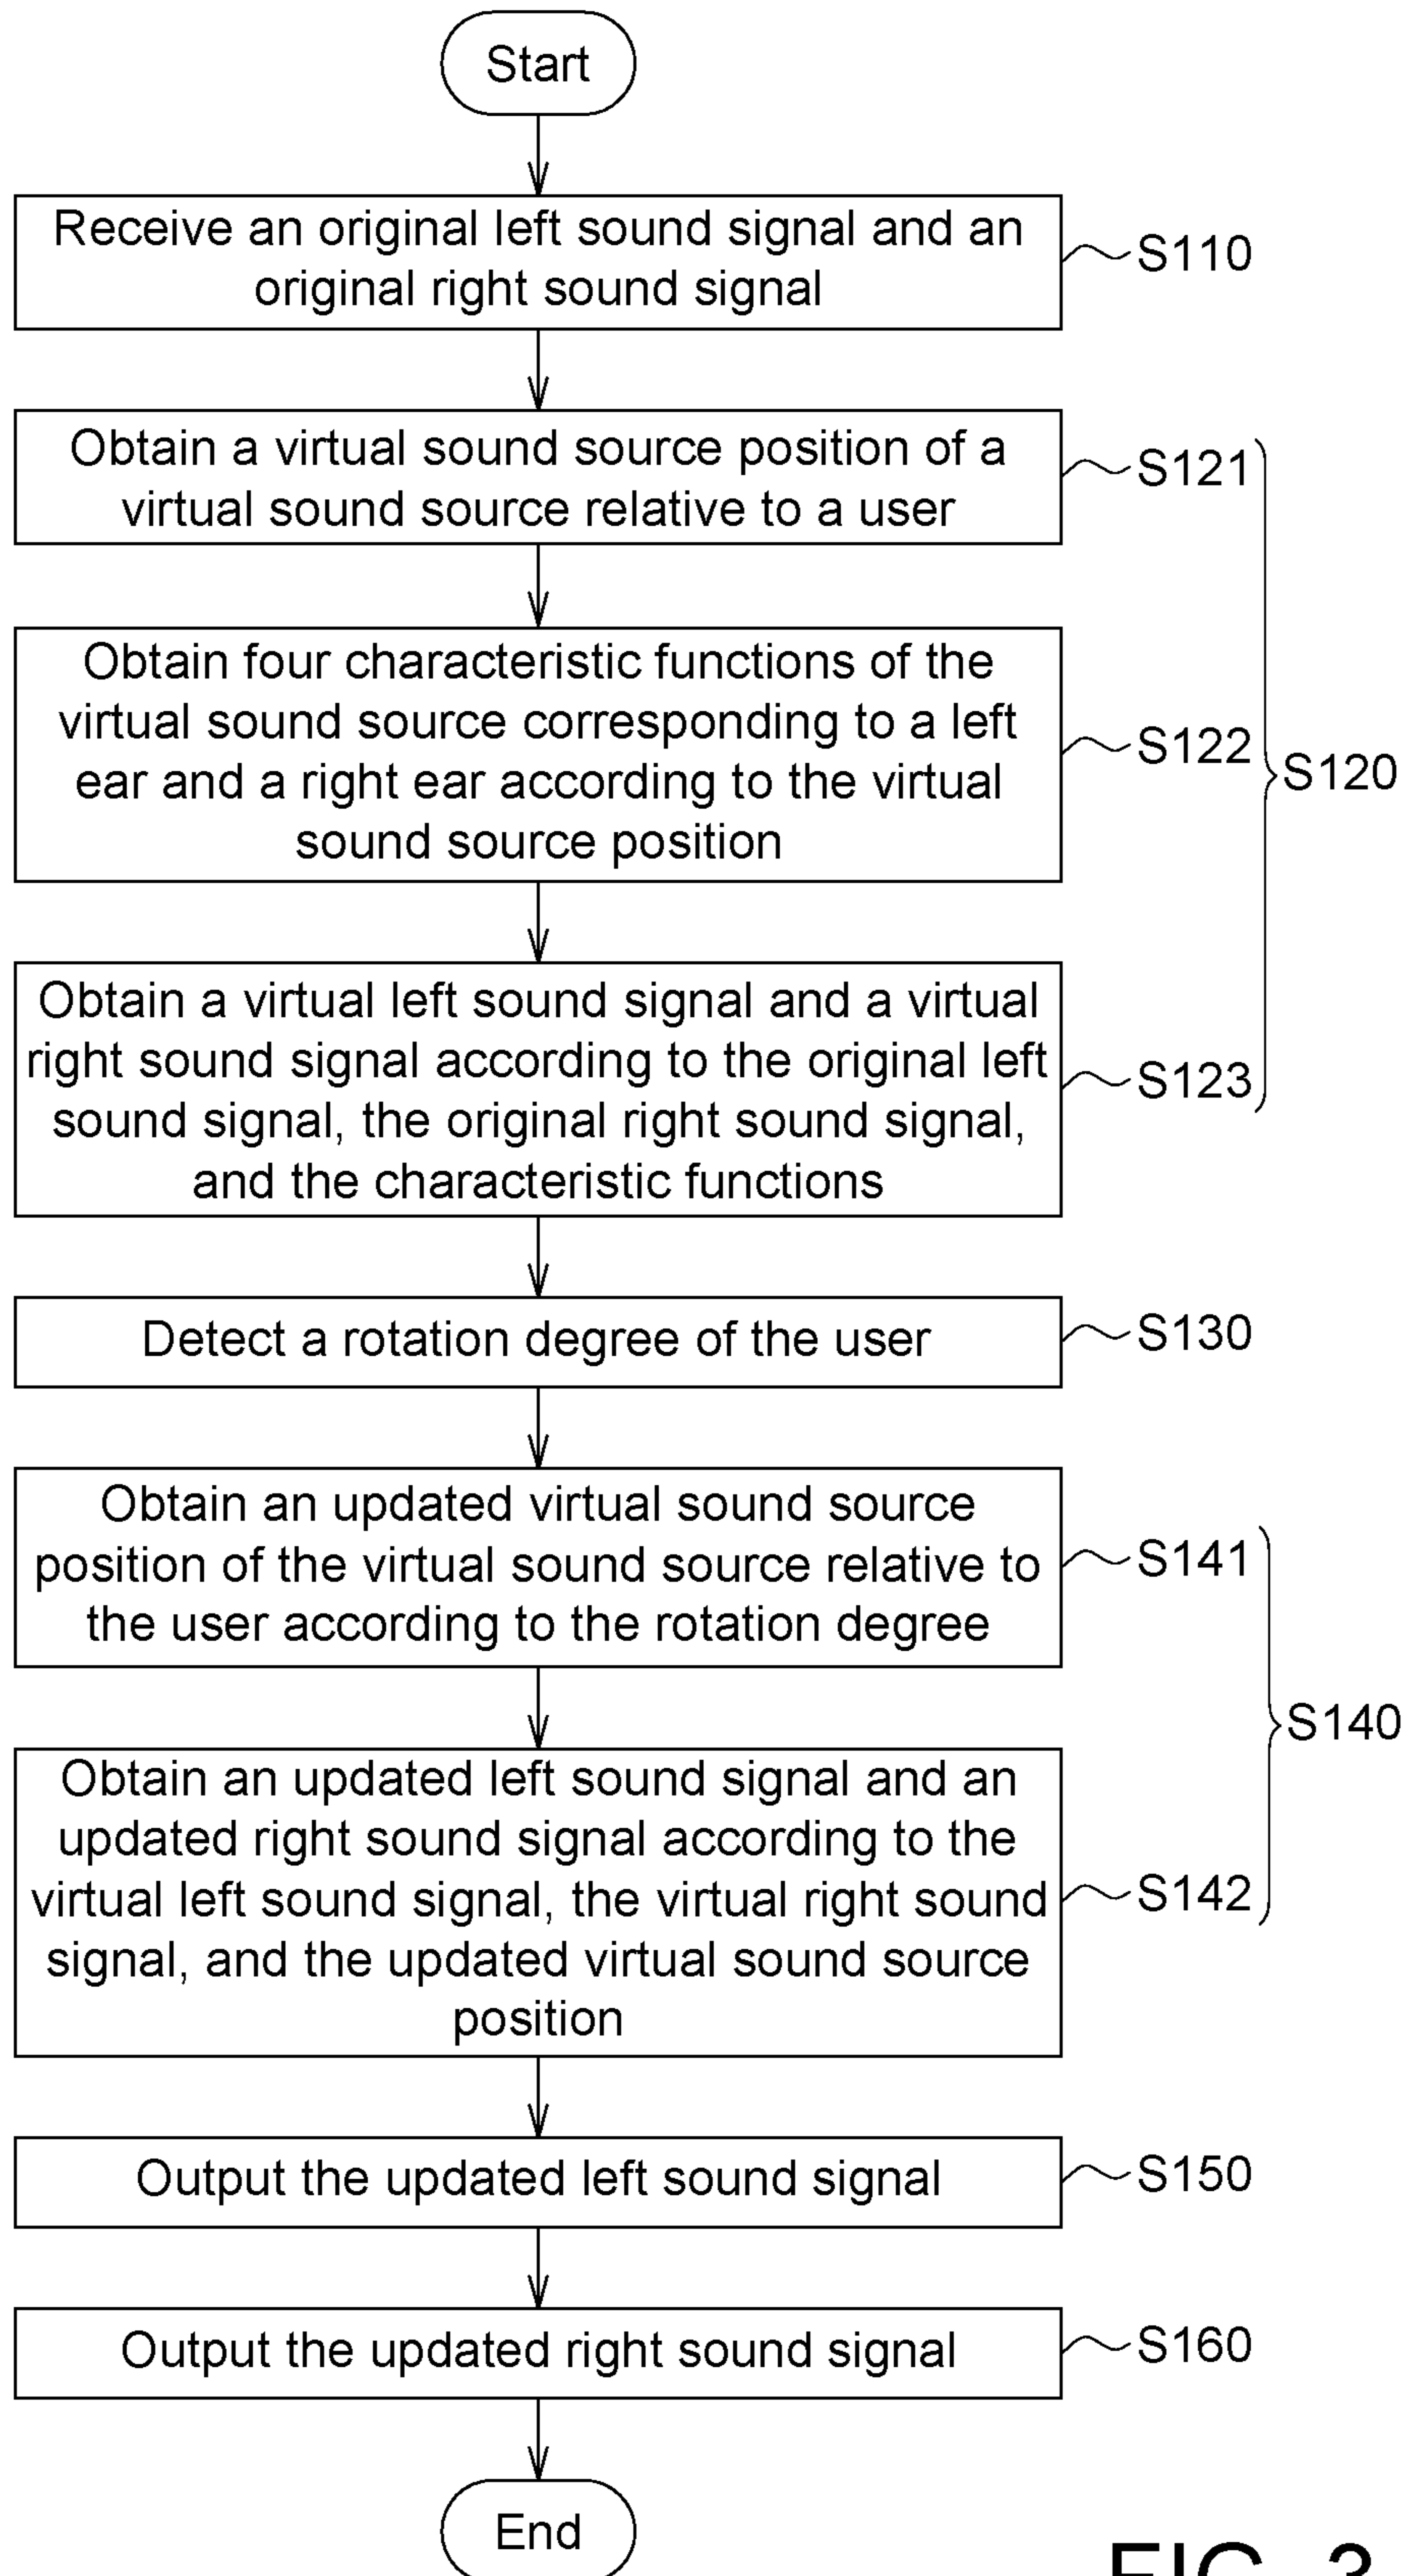 Start
Receive an original left sound signal and an
original right sound signal
S110
Obtain a virtual sound source position of a
virtual sound source relative to a user
S121
Obtain four characteristic functions of the
virtual sound source corresponding to a left
ear and a right ear according to the virtual
sound source position
S122
S120
Obtain a virtual left sound signal and a virtual
right sound signal according to the original left
sound signal, the original right sound signal,
and the characteristic functions
S123
Detect a rotation degree of the user
S130
Obtain an updated virtual sound source
position of the virtual sound source relative to
the user according to the rotation degree
S141
S140
Obtain an updated left sound signal and an
updated right sound signal according to the
virtual left sound signal, the virtual right sound
signal, and the updated virtual sound source
position
S142
Output the updated left sound signal
S150
Output the updated right sound signal
S160
End
FIG. 3